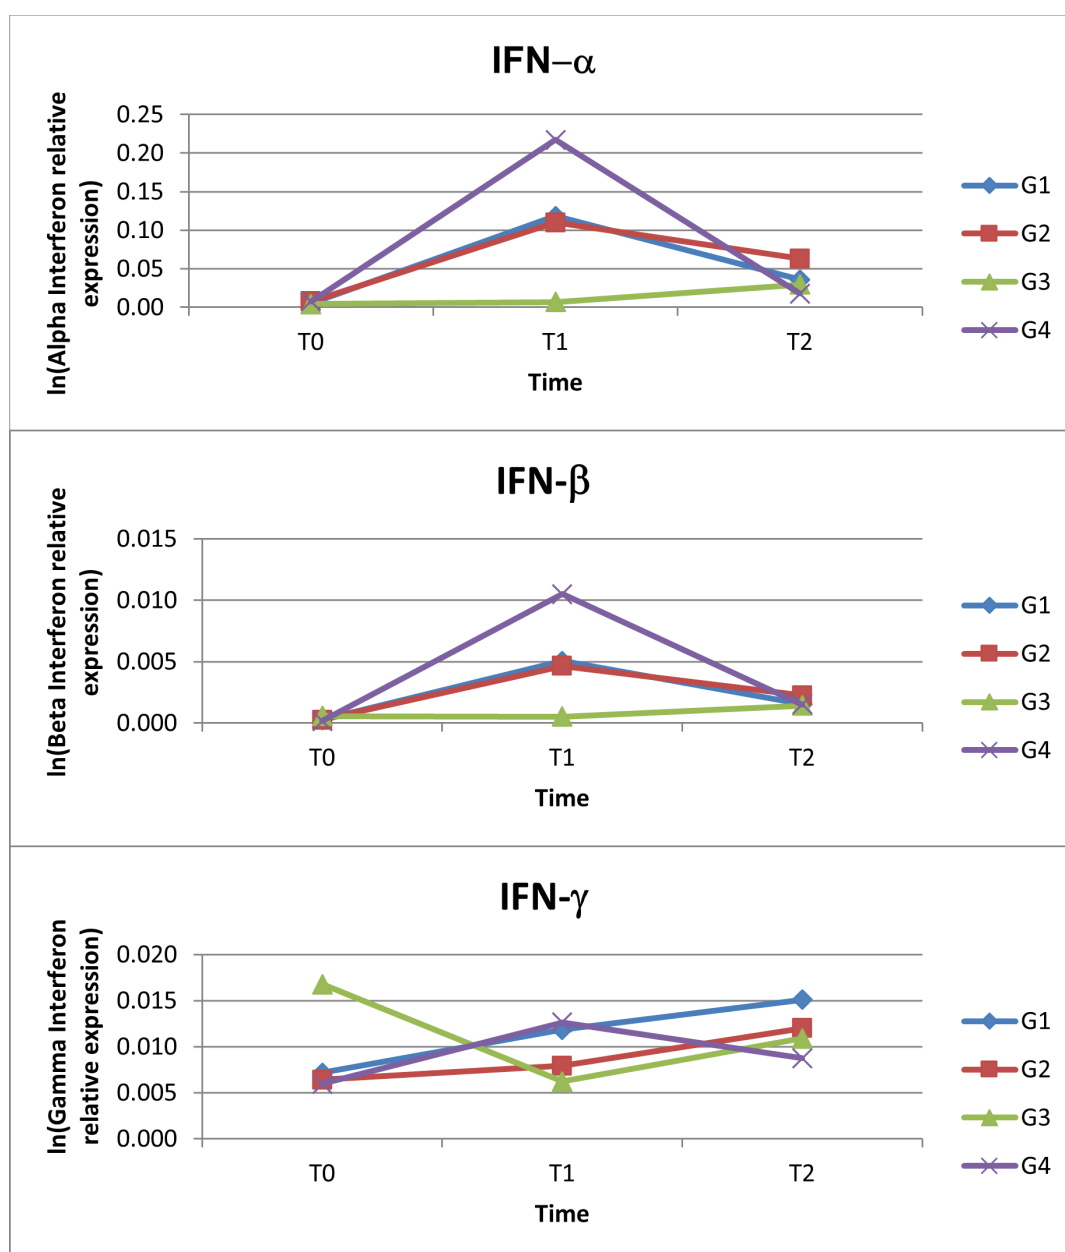 IFN–α
ln(Alpha Interferon relative
expression)
0.25
0.20
0.15
0.10
0.05
0.00
T0 T1 T2
Time
G1
G2
G3
G4
IFN-β
ln(Beta Interferon relative
expression)
0.015
0.010
0.005
0.000
T0 T1 T2
Time
G1
G2
G3
G4
IFN-γ
ln(Gamma Interferon
relative expression)
0.020
0.015
0.010
0.005
0.000
T0 T1 T2
Time
G1
G2
G3
G4